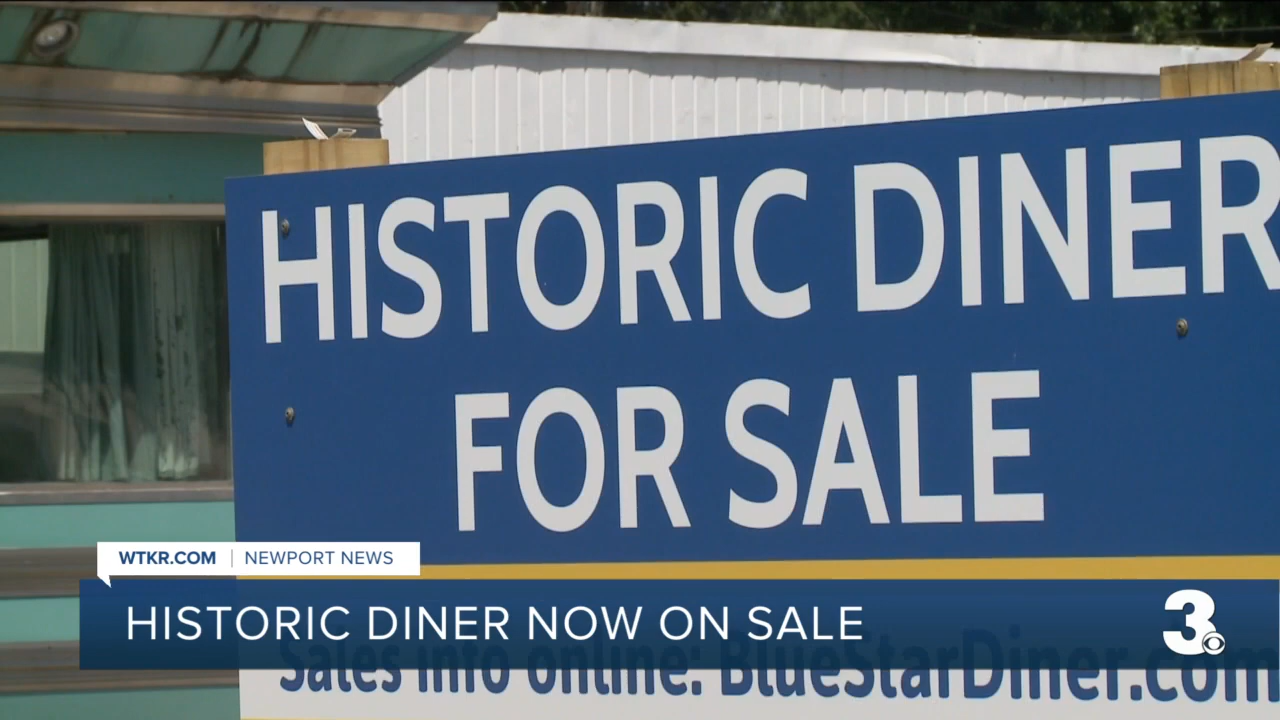 HISTORIC DINER
FOR SALE
WTKR.COM | NEWPORT NEWS
HISTORIC DINER NOW ON SALE
3
Sales info online: BlueStarDiner.com